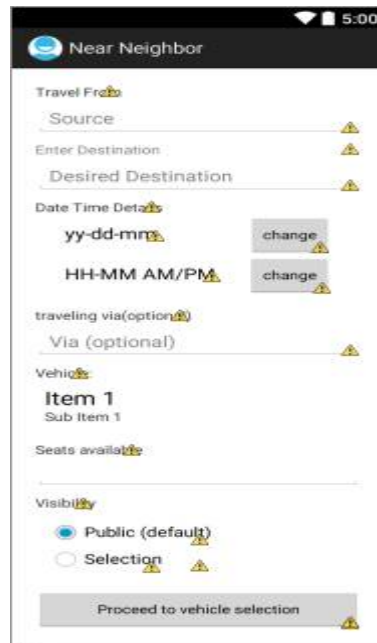 5:00
Near Neighbor
Travel From
Source
Enter Destination
Desired Destination
Date Time Details
yy-dd-mm
change
HH-MM AM/PM
change
traveling via(optional)
Via (optional)
Vehicle
Item 1
Sub Item 1
Seats available
Visibility
Public (default)
Selection
Proceed to vehicle selection